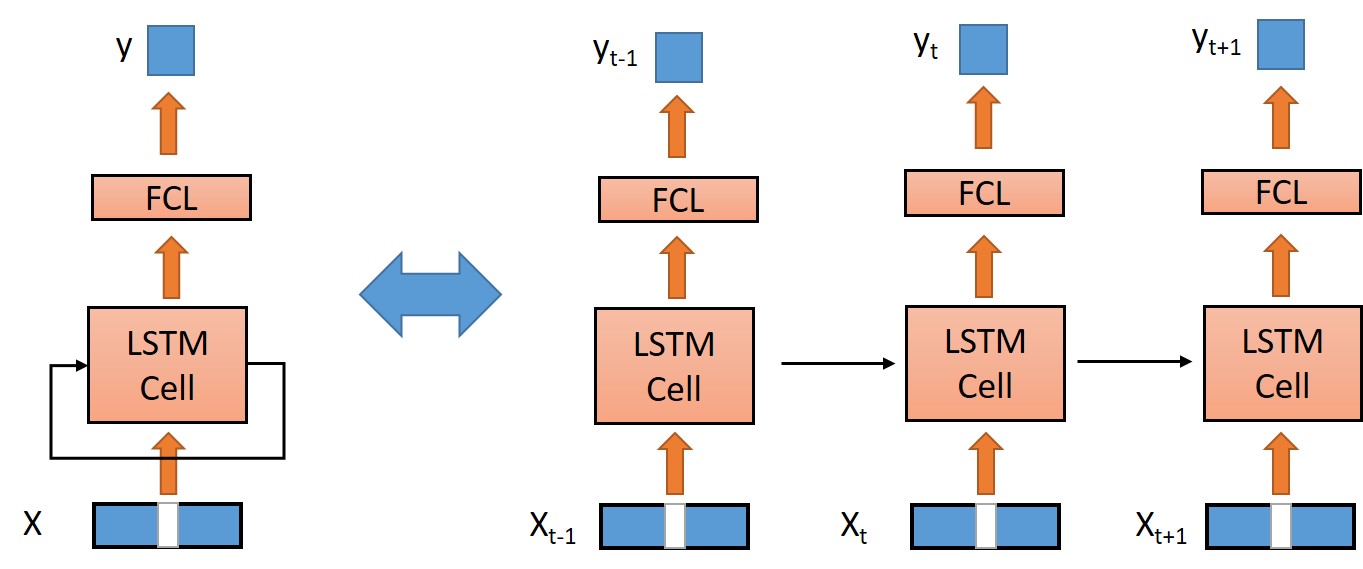 y
FCL
LSTM
Cell
X
y_{t-1}
FCL
LSTM
Cell
X_{t-1}
y_t
FCL
LSTM
Cell
X_t
y_{t+1}
FCL
LSTM
Cell
X_{t+1}